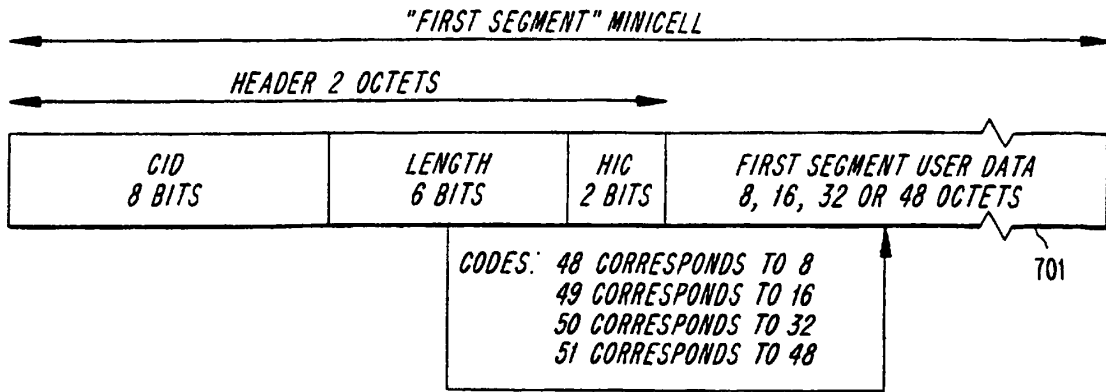 "FIRST SEGMENT" MINICELL
HEADER 2 OCTETS
CID
8 BITS
LENGTH
6 BITS
HIC
2 BITS
FIRST SEGMENT USER DATA
8, 16, 32 OR 48 OCTETS
701
CODES: 48 CORRESPONDS TO 8
49 CORRESPONDS TO 16
50 CORRESPONDS TO 32
51 CORRESPONDS TO 48